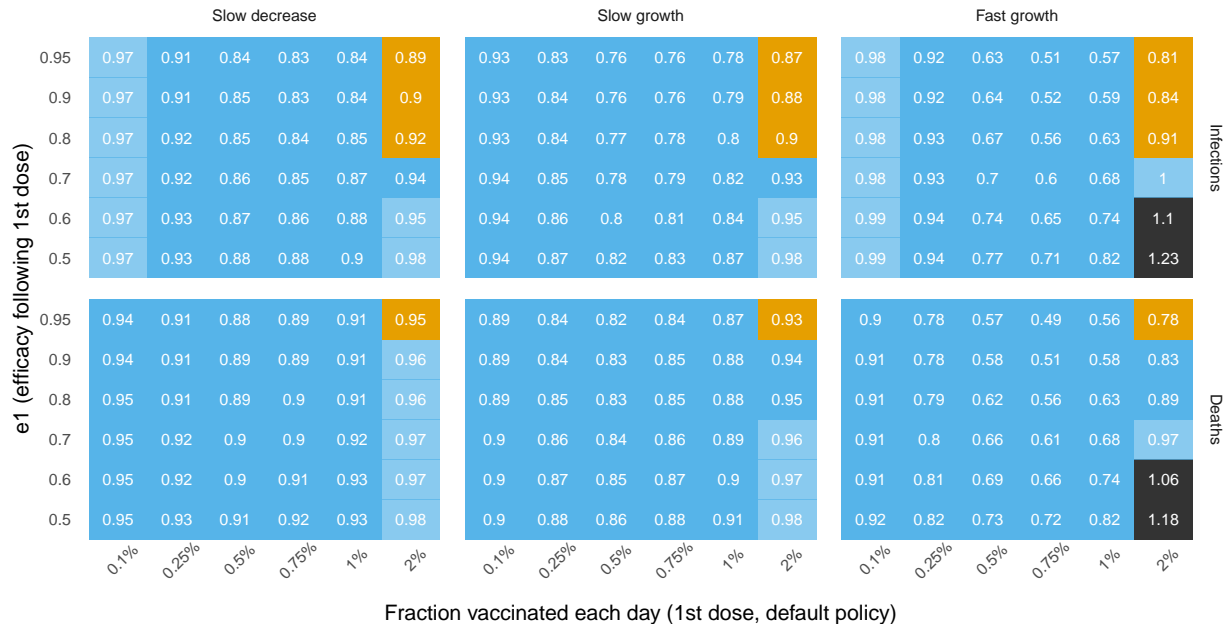 Slow decrease Slow growth Fast growth
0.95 0.97 0.91 0.84 0.83 0.84 0.89 0.93 0.83 0.76 0.76 0.78 0.87 0.98 0.92 0.63 0.51 0.57 0.81
0.9 0.97 0.91 0.85 0.83 0.84 0.9 0.93 0.84 0.76 0.76 0.79 0.88 0.98 0.92 0.64 0.52 0.59 0.84
0.8 0.97 0.92 0.85 0.84 0.85 0.92 0.93 0.84 0.77 0.78 0.8 0.9 0.98 0.93 0.67 0.56 0.63 0.91
0.7 0.97 0.92 0.86 0.85 0.87 0.94 0.94 0.85 0.78 0.79 0.82 0.93 0.98 0.93 0.7 0.6 0.68 1
0.6 0.97 0.93 0.87 0.86 0.88 0.95 0.94 0.86 0.8 0.81 0.84 0.95 0.99 0.94 0.74 0.65 0.74 1.1
0.5 0.97 0.93 0.88 0.88 0.9 0.98 0.94 0.87 0.82 0.83 0.87 0.98 0.99 0.94 0.77 0.71 0.82 1.23
Infections
e1 (efficacy following 1st dose)
0.95 0.94 0.91 0.88 0.89 0.91 0.95 0.89 0.84 0.82 0.84 0.87 0.93 0.9 0.78 0.57 0.49 0.56 0.78
0.9 0.94 0.91 0.89 0.89 0.91 0.96 0.89 0.84 0.83 0.85 0.88 0.94 0.91 0.78 0.58 0.51 0.58 0.83
0.8 0.95 0.91 0.89 0.9 0.91 0.96 0.89 0.85 0.83 0.85 0.88 0.95 0.91 0.79 0.62 0.56 0.63 0.89
0.7 0.95 0.92 0.9 0.9 0.92 0.97 0.9 0.86 0.84 0.86 0.89 0.96 0.91 0.8 0.66 0.61 0.68 0.97
0.6 0.95 0.92 0.9 0.91 0.93 0.97 0.9 0.87 0.85 0.87 0.9 0.97 0.91 0.81 0.69 0.66 0.74 1.06
0.5 0.95 0.93 0.91 0.92 0.93 0.98 0.9 0.88 0.86 0.88 0.91 0.98 0.92 0.82 0.73 0.72 0.82 1.18
Deaths
0.1% 0.25% 0.5% 0.75% 1% 2% 0.1% 0.25% 0.5% 0.75% 1% 2% 0.1% 0.25% 0.5% 0.75% 1% 2%
Fraction vaccinated each day (1st dose, default policy)